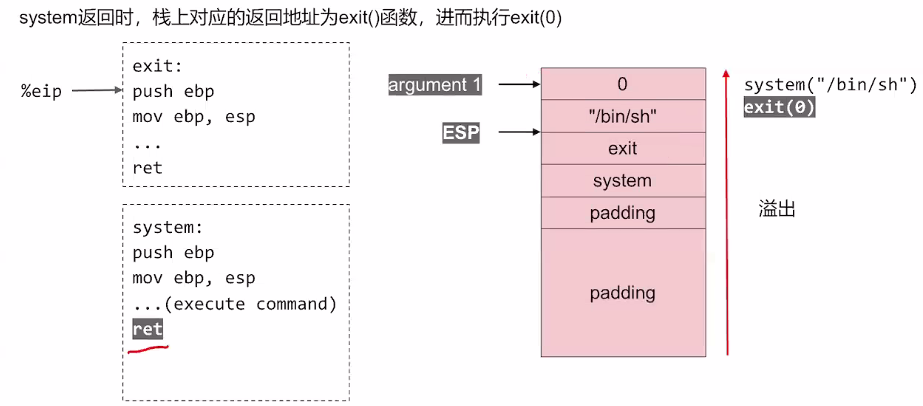 system返回时，栈上对应的返回地址为exit()函数，进而执行exit(0)
%eip
exit:
push ebp
mov ebp, esp
...
ret
system:
push ebp
mov ebp, esp
...(execute command)
ret
argument 1
ESP
0
"/bin/sh"
exit
system
padding
padding
system("/bin/sh")
exit(0)
溢出